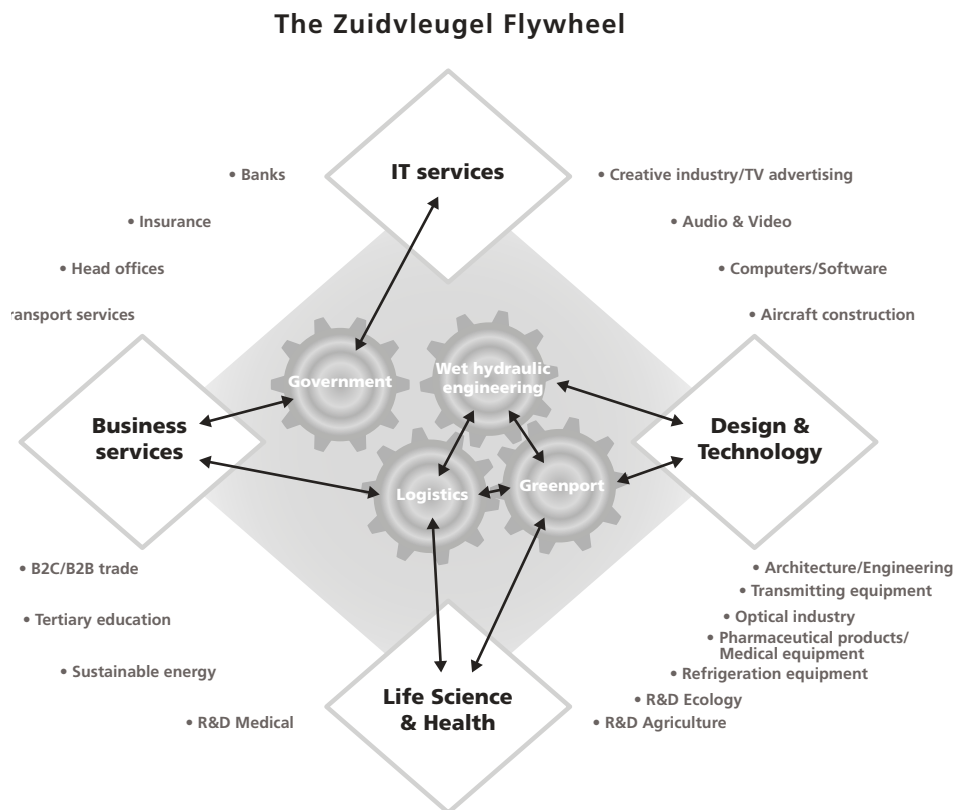 The Zuidvleugel Flywheel
IT services
• Banks
• Creative industry/TV advertising
• Insurance
• Audio & Video
• Head offices
• Computers/Software
ransport services
• Aircraft construction
Government
Wet hydraulic
engineering
Business
services
Design &
Technology
Logistics
Greenport
• B2C/B2B trade
• Architecture/Engineering
• Transmitting equipment
• Tertiary education
• Optical industry
• Pharmaceutical products/
Medical equipment
• Sustainable energy
• Refrigeration equipment
• R&D Ecology
Life Science
& Health
• R&D Medical
• R&D Agriculture